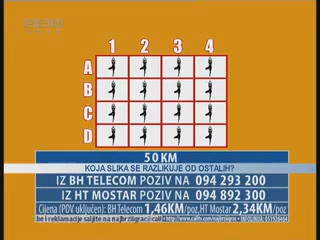 1 2 3 4
A
B
C
D
50 KM
KOJA SLIKA SE RAZLIKUJE OD OSTALIH?
IZ BH TELECOM POZIV NA 094 293 200
IZ HT MOSTAR POZIV NA 094 892 300
Cijena (PDV uključen): BH Telecom 1,46KM/poz, HT Mostar 2,34KM/poz.